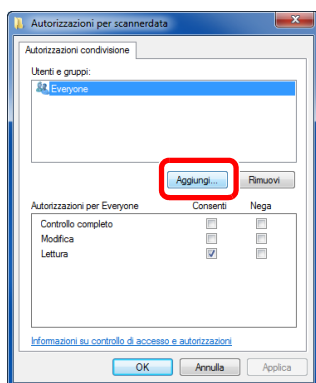 Autorizzazioni per scannerdata
Autorizzazioni condivisione
Utenti e gruppi:
Everyone
Aggiungi... Rimuovi
Autorizzazioni per Everyone Consenti Nega
Controllo completo
Modifica
Lettura
Informazioni su controllo di accesso e autorizzazioni
OK Annulla Applica